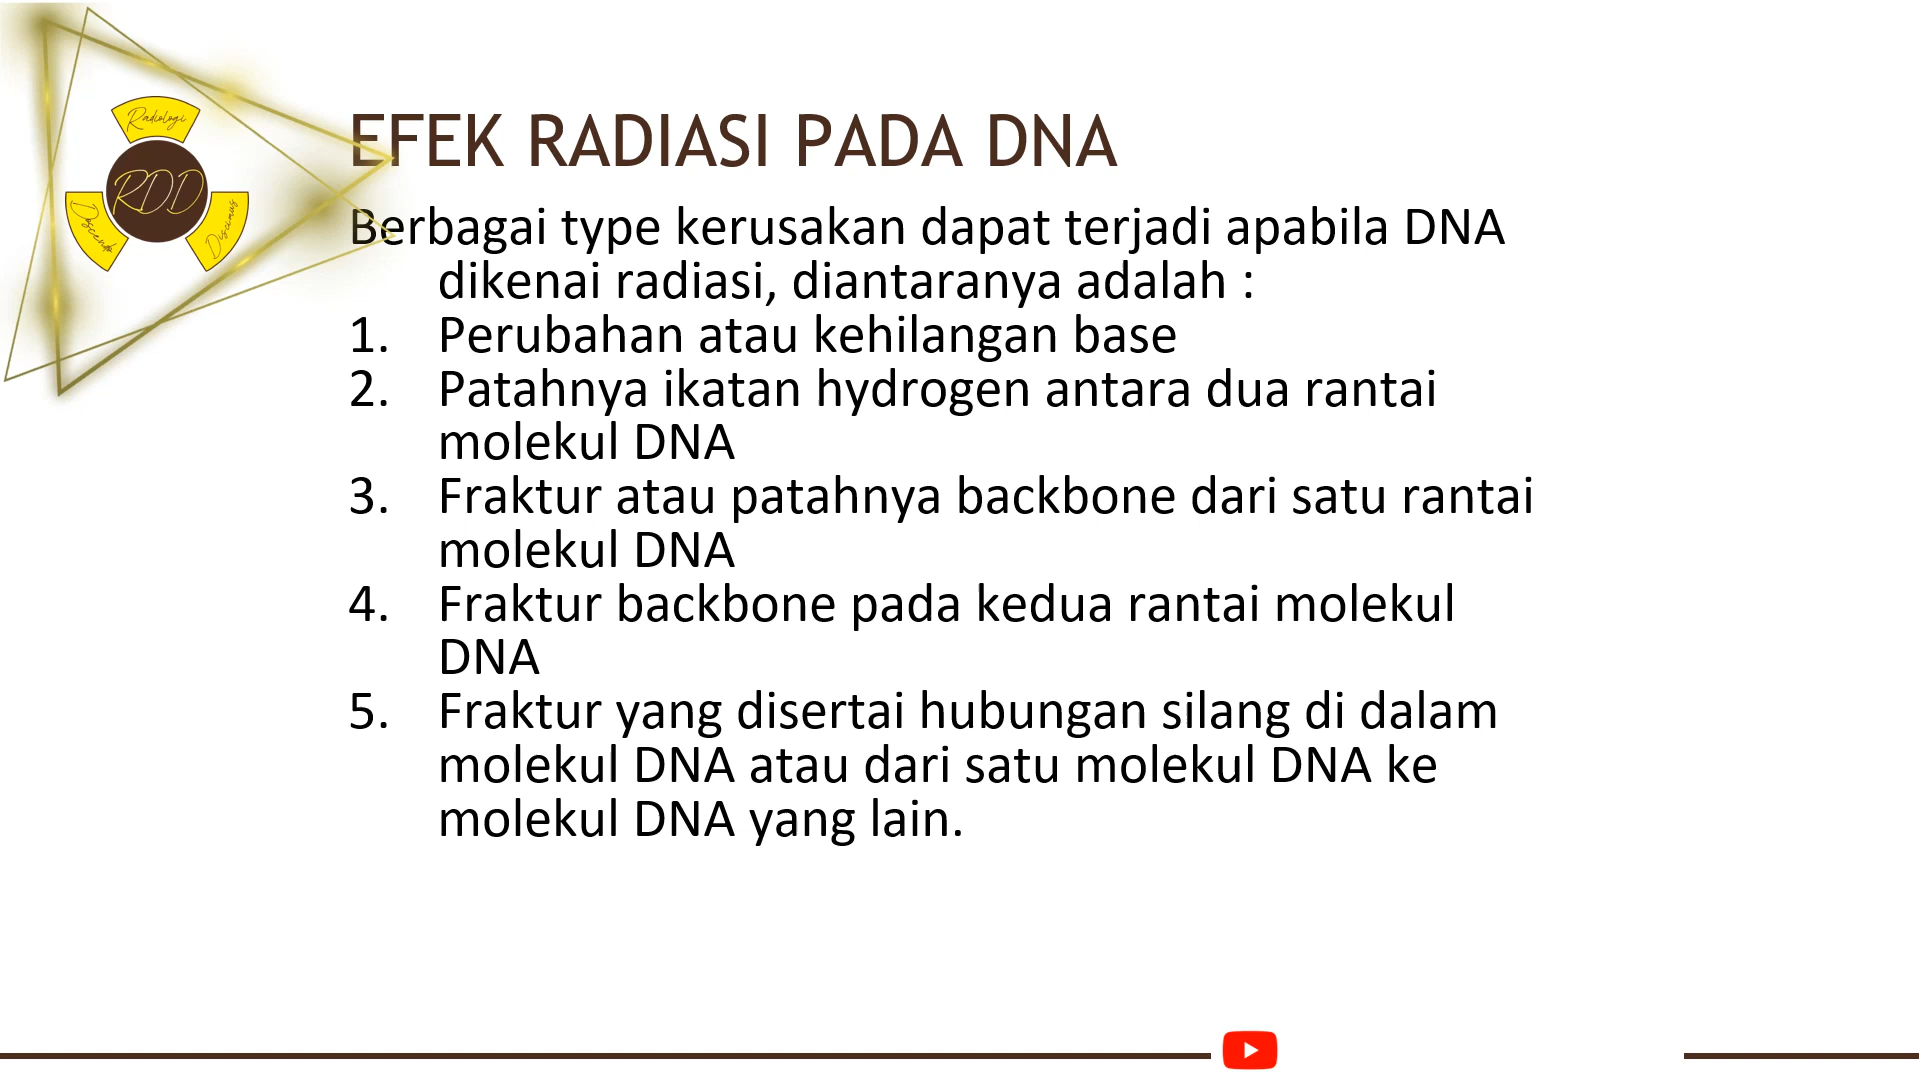 Radiologi
RDD
Docendo
Discimus
EFEK RADIASI PADA DNA
Berbagai type kerusakan dapat terjadi apabila DNA
dikenai radiasi, diantaranya adalah :
1. Perubahan atau kehilangan base
2. Patahnya ikatan hydrogen antara dua rantai
molekul DNA
3. Fraktur atau patahnya backbone dari satu rantai
molekul DNA
4. Fraktur backbone pada kedua rantai molekul
DNA
5. Fraktur yang disertai hubungan silang di dalam
molekul DNA atau dari satu molekul DNA ke
molekul DNA yang lain.